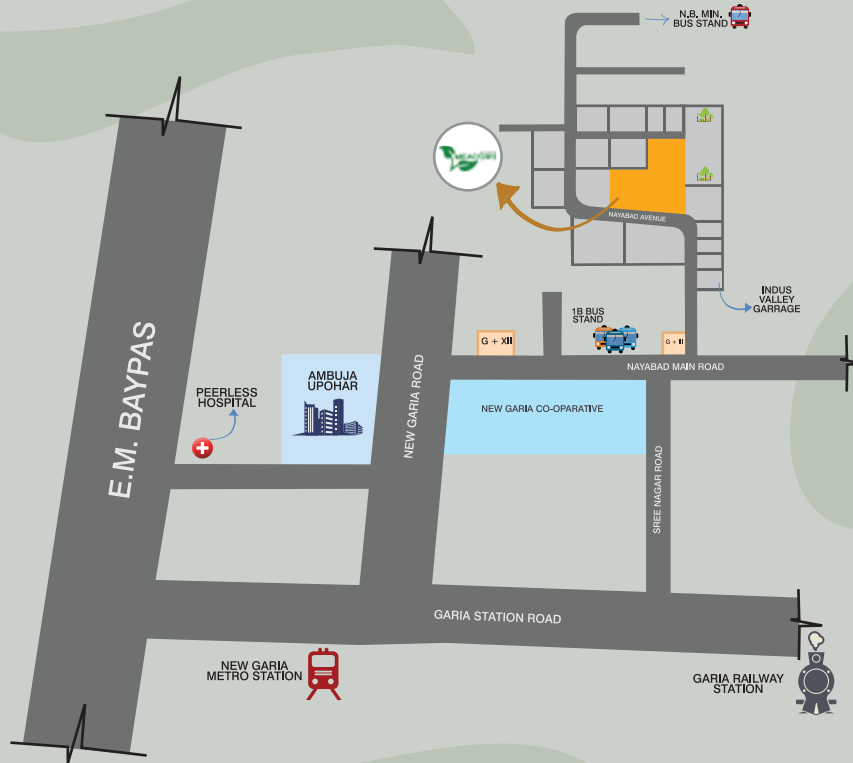 N.B. MIN.
BUS STAND
MEADOWS
NAYABAD AVENUE
INDUS
VALLEY
GARRAGE
1B BUS
STAND
G + XII
G + III
NAYABAD MAIN ROAD
AMBUJA
UPOHAR
PEERLESS
HOSPITAL
E.M. BAYPAS
NEW GARIA ROAD
NEW GARIA CO-OPARATIVE
SREE NAGAR ROAD
GARIA STATION ROAD
NEW GARIA
METRO STATION
GARIA RAILWAY
STATION